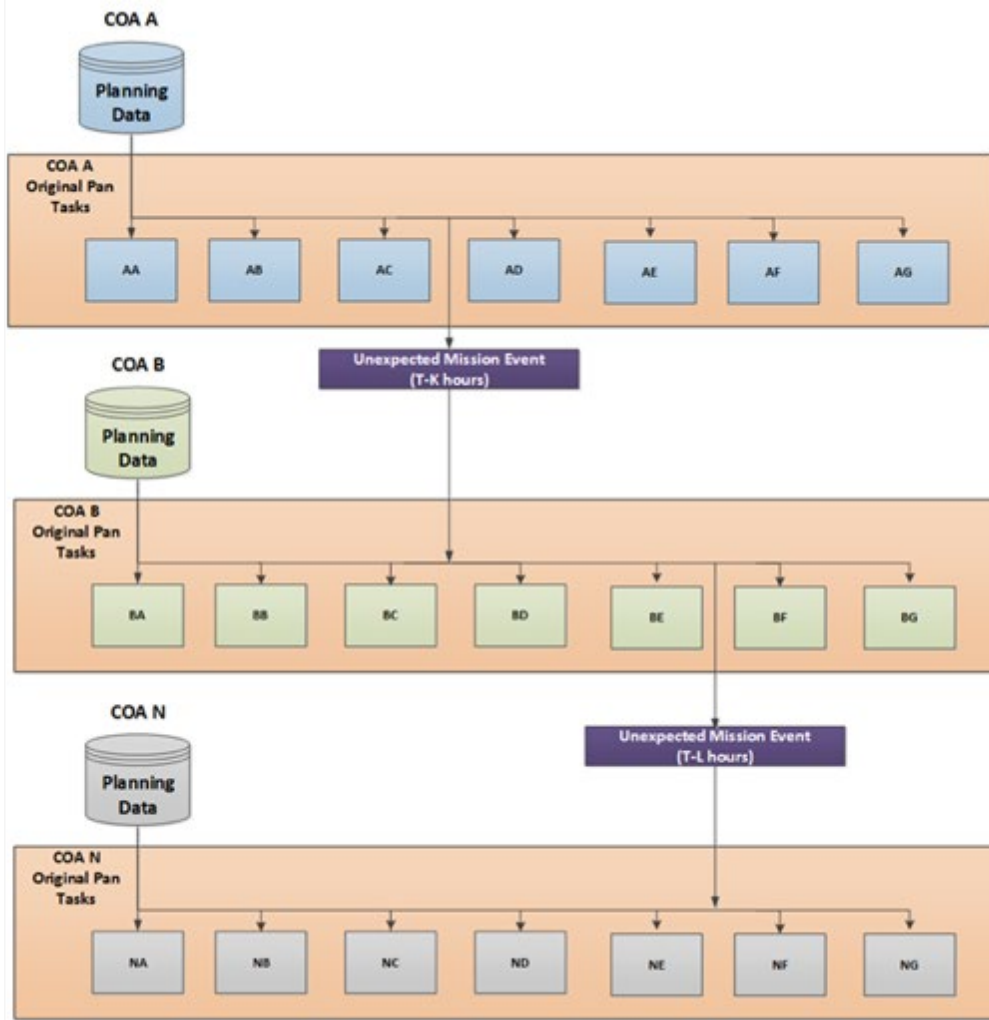 COA A
Planning
Data
COA A
Original Pan
Tasks
AA
AB
AC
AD
AE
AF
AG
Unexpected Mission Event
(T-K hours)
COA B
Planning
Data
COA B
Original Pan
Tasks
BA
BB
BC
BD
BE
BF
BG
Unexpected Mission Event
(T-L hours)
COA N
Planning
Data
COA N
Original Pan
Tasks
NA
NB
NC
ND
NE
NF
NG